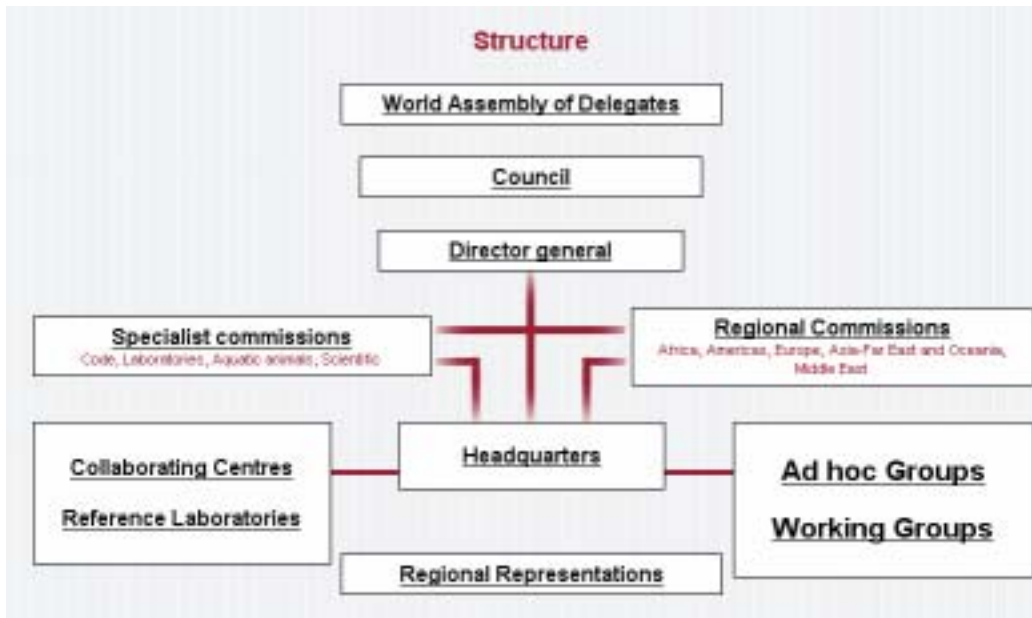 Structure
World Assembly of Delegates
Council
Director general
Specialist commissions
Code, Laboratories, Aquatic animals, Scientific
Regional Commissions
Africa, Americas, Europe, Asia-Far East and Oceania,
Middle East
Collaborating Centres
Reference Laboratories
Headquarters
Ad hoc Groups
Working Groups
Regional Representations